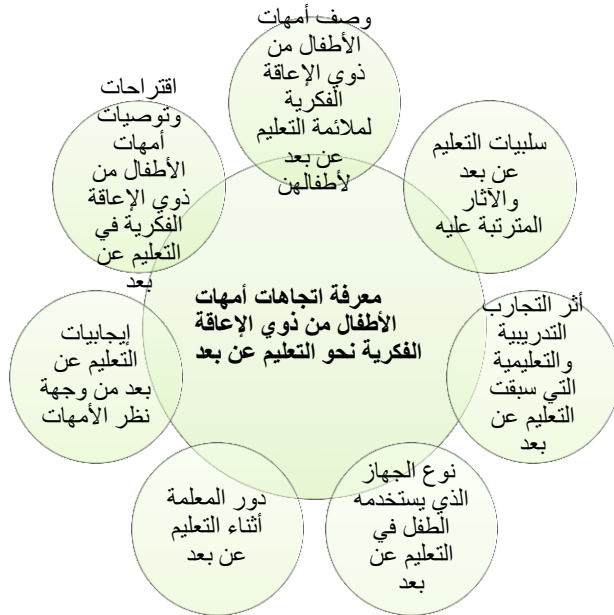 وصف أمهات
الأطفال من
ذوي الإعاقة
الفكرية
لملائمة التعليم
عن بعد
لأطفالهن
سلبيات التعليم
عن بعد
والآثار
المترتبة عليه
أثر التجارب
التدريبية
والتعليمية
التي سبقت
التعليم عن
بعد
نوع الجهاز
الذي يستخدمه
الطفل في
التعليم عن
بعد
دور المعلمة
أثناء التعليم
عن بعد
إيجابيات
التعليم عن
بعد من وجهة
نظر الأمهات
اقتراحات
وتوصيات
أمهات
الأطفال من
ذوي الإعاقة
الفكرية في
التعليم عن
بعد
معرفة اتجاهات أمهات
الأطفال من ذوي الإعاقة
الفكرية نحو التعليم عن بعد